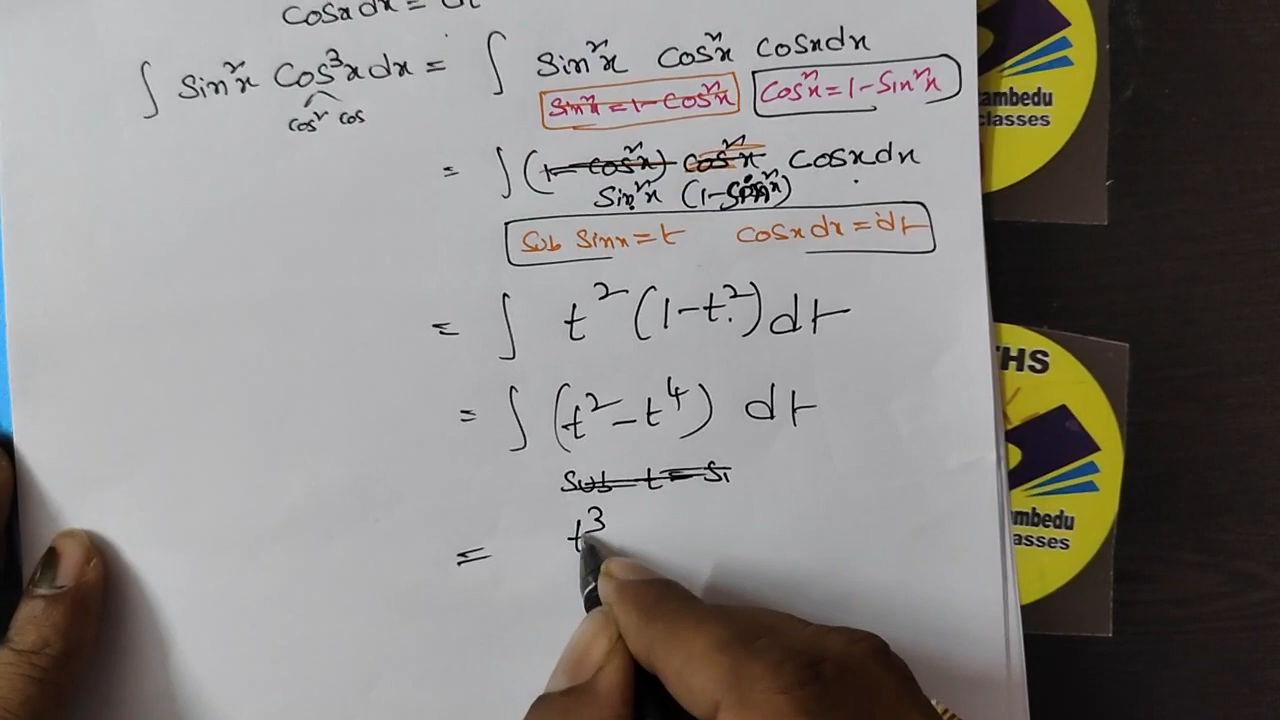 cosx dx = dt
∫ Sin²x Cos³x dx = ∫ Sin²x Cos²x Cosx dx
cos² cos
Sin²x = 1 - Cos²x Cos²x = 1 - Sin²x
= ∫ (1 - cos²x) cos²x Cosx dx
Sin²x (1 - Sin²x)
Sub Sinx = t Cosx dx = dt
= ∫ t² (1 - t²) dt
= ∫ (t² - t⁴) dt
Sub t = Si
= t³
ambedu
classes
THS
mbedu
asses